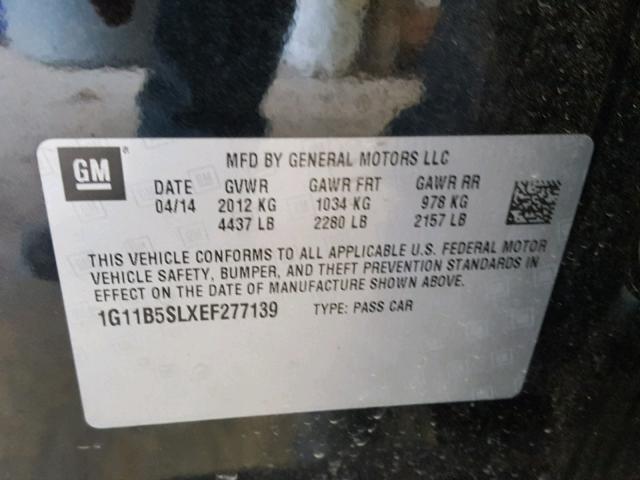 GM
MFD BY GENERAL MOTORS LLC
DATE GVWR GAWR FRT GAWR RR
04/14 2012 KG 1034 KG 978 KG
4437 LB 2280 LB 2157 LB
THIS VEHICLE CONFORMS TO ALL APPLICABLE U.S. FEDERAL MOTOR
VEHICLE SAFETY, BUMPER, AND THEFT PREVENTION STANDARDS IN
EFFECT ON THE DATE OF MANUFACTURE SHOWN ABOVE.
1G11B5SLXEF277139 TYPE: PASS CAR